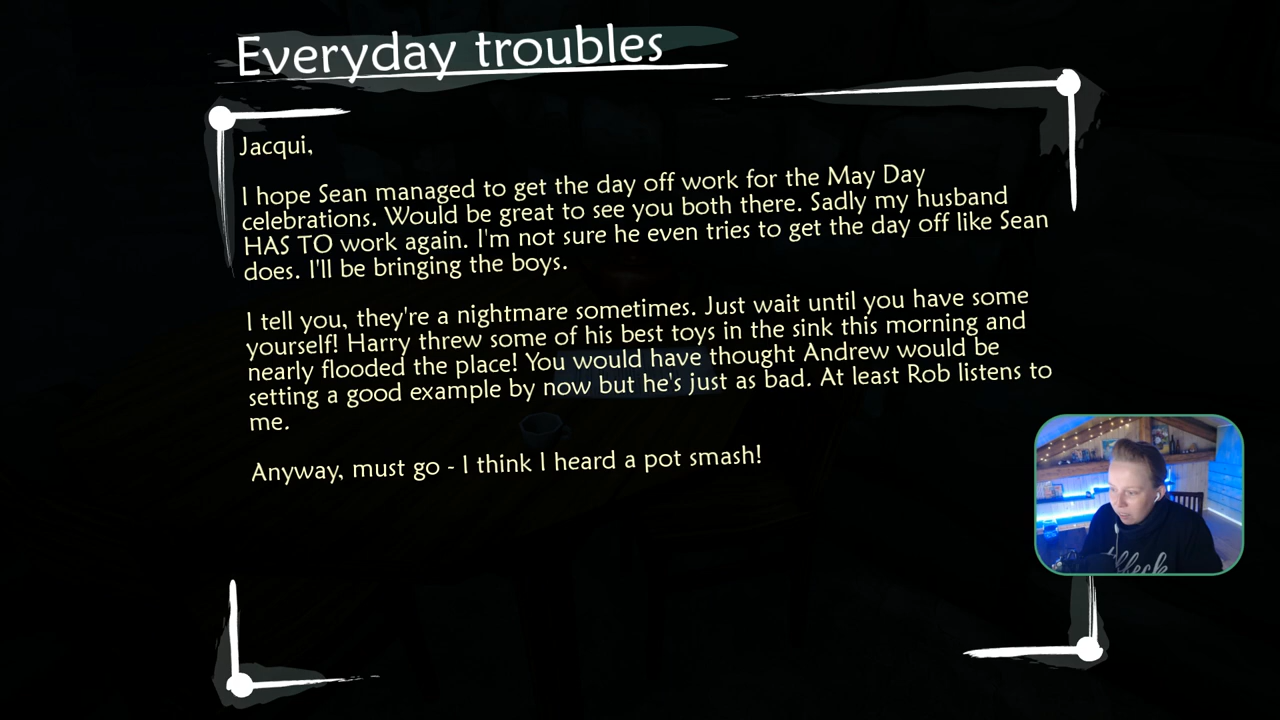 Everyday troubles
Jacqui,
I hope Sean managed to get the day off work for the May Day
celebrations. Would be great to see you both there. Sadly my husband
HAS TO work again. I'm not sure he even tries to get the day off like Sean
does. I'll be bringing the boys.
I tell you, they're a nightmare sometimes. Just wait until you have some
yourself! Harry threw some of his best toys in the sink this morning and
nearly flooded the place! You would have thought Andrew would be
setting a good example by now but he's just as bad. At least Rob listens to
me.
Anyway, must go - I think I heard a pot smash!